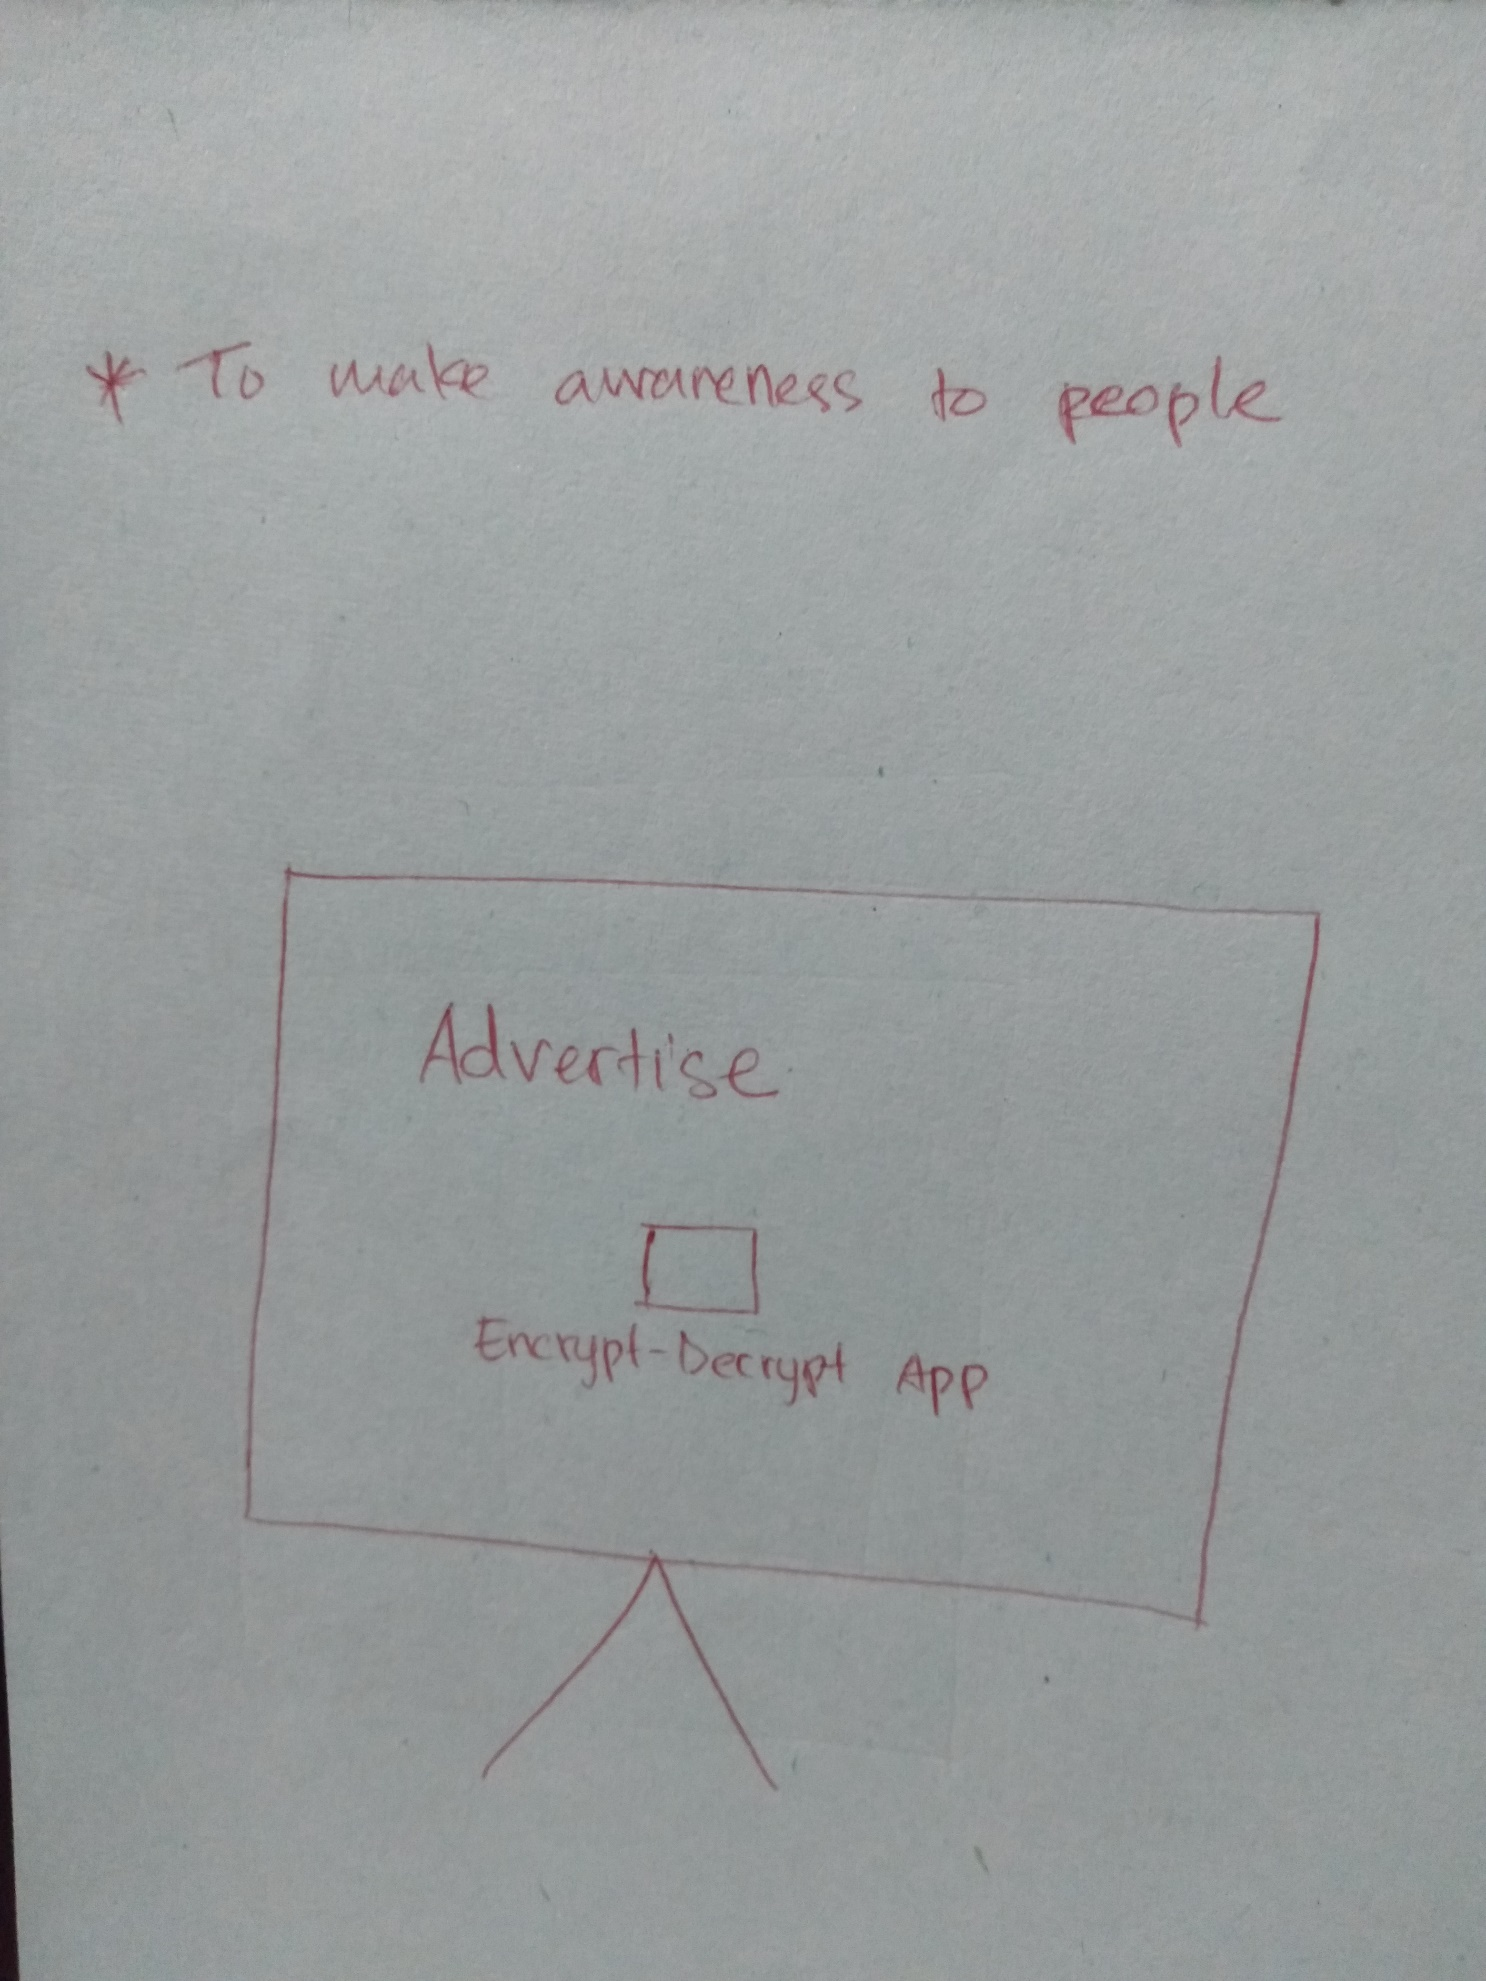 * To make awareness to people
Advertise
Encrypt-Decrypt App